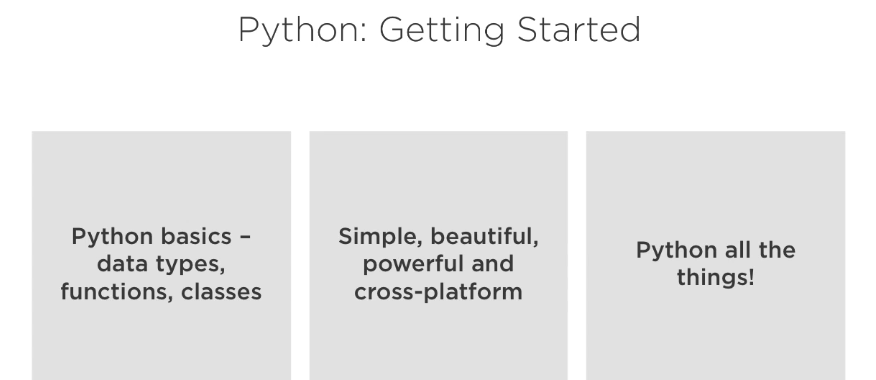 Python: Getting Started
Python basics –
data types,
functions, classes
Simple, beautiful,
powerful and
cross-platform
Python all the
things!